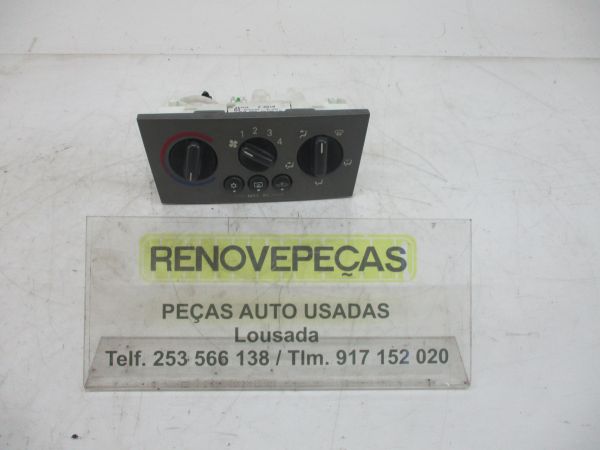 1 2 3 4
RENOVEPEÇAS
PEÇAS AUTO USADAS
Lousada
Telf. 253 566 138 / Tlm. 917 152 020